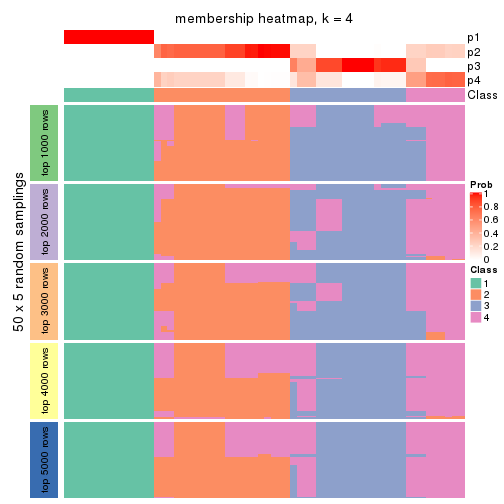 membership heatmap, k = 4
p1
p2
p3
p4
Class
50 x 5 random samplings
top 1000 rows
top 2000 rows
top 3000 rows
top 4000 rows
top 5000 rows
Prob
1
0.8
0.6
0.4
0.2
0
Class
1
2
3
4